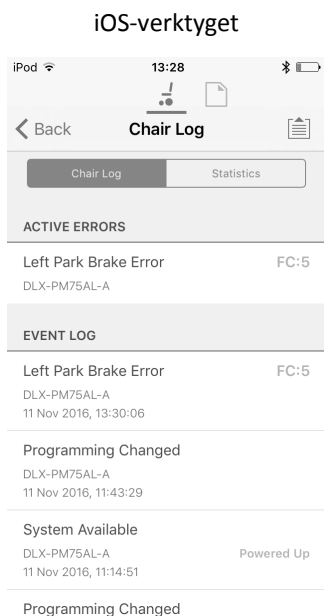 iOS-verktyget
iPod 13:28
Back Chair Log
Chair Log Statistics
ACTIVE ERRORS
Left Park Brake Error FC:5
DLX-PM75AL-A
EVENT LOG
Left Park Brake Error FC:5
DLX-PM75AL-A
11 Nov 2016, 13:30:06
Programming Changed
DLX-PM75AL-A
11 Nov 2016, 11:43:29
System Available
DLX-PM75AL-A Powered Up
11 Nov 2016, 11:14:51
Programming Changed